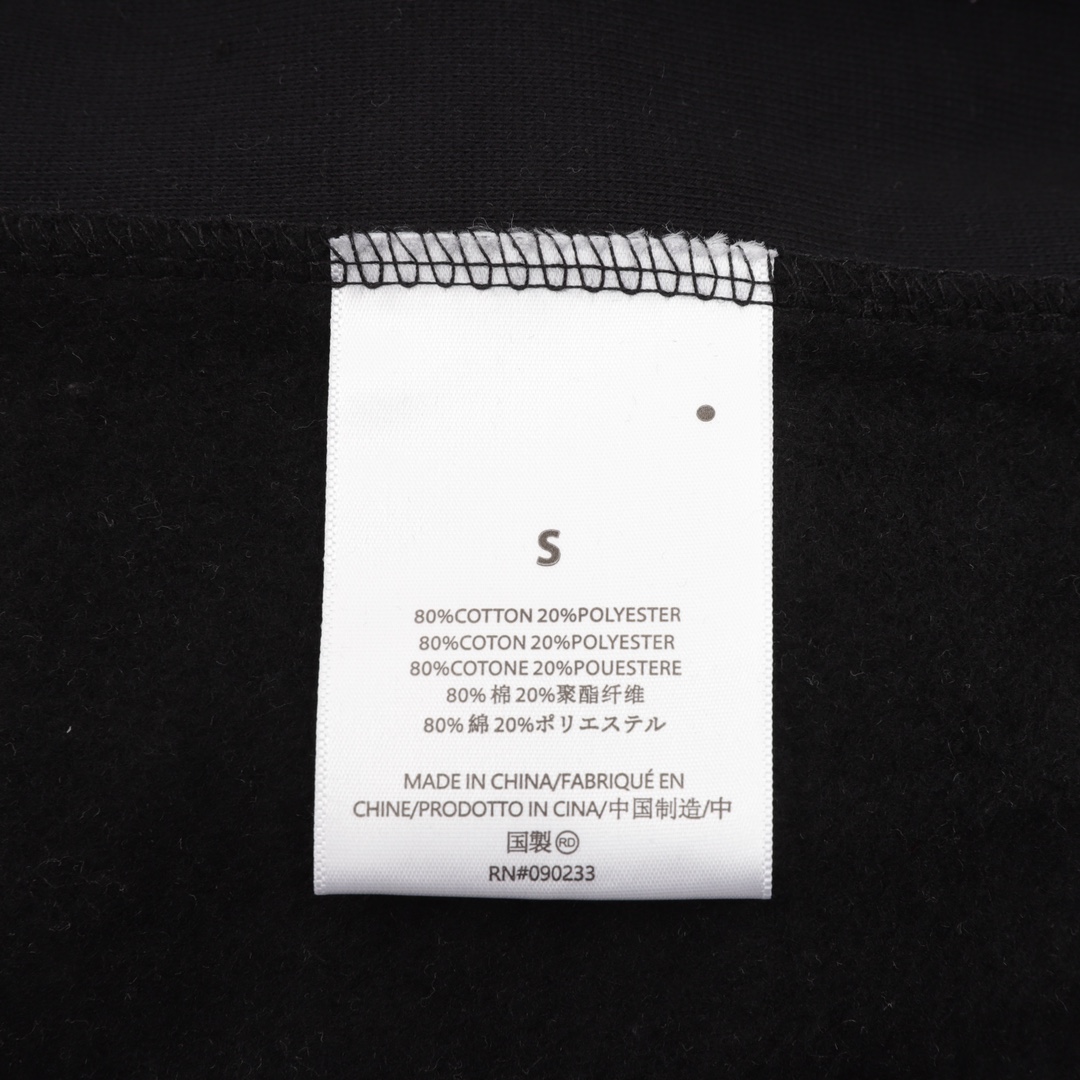 S
80%COTTON 20%POLYESTER
80%COTON 20%POLYESTER
80%COTONE 20%POUESTERE
80% 棉 20%聚酯纤维
80% 綿 20%ポリエステル
MADE IN CHINA/FABRIQUÉ EN
CHINE/PRODOTTO IN CINA/中国制造/中
国製 RD
RN#090233